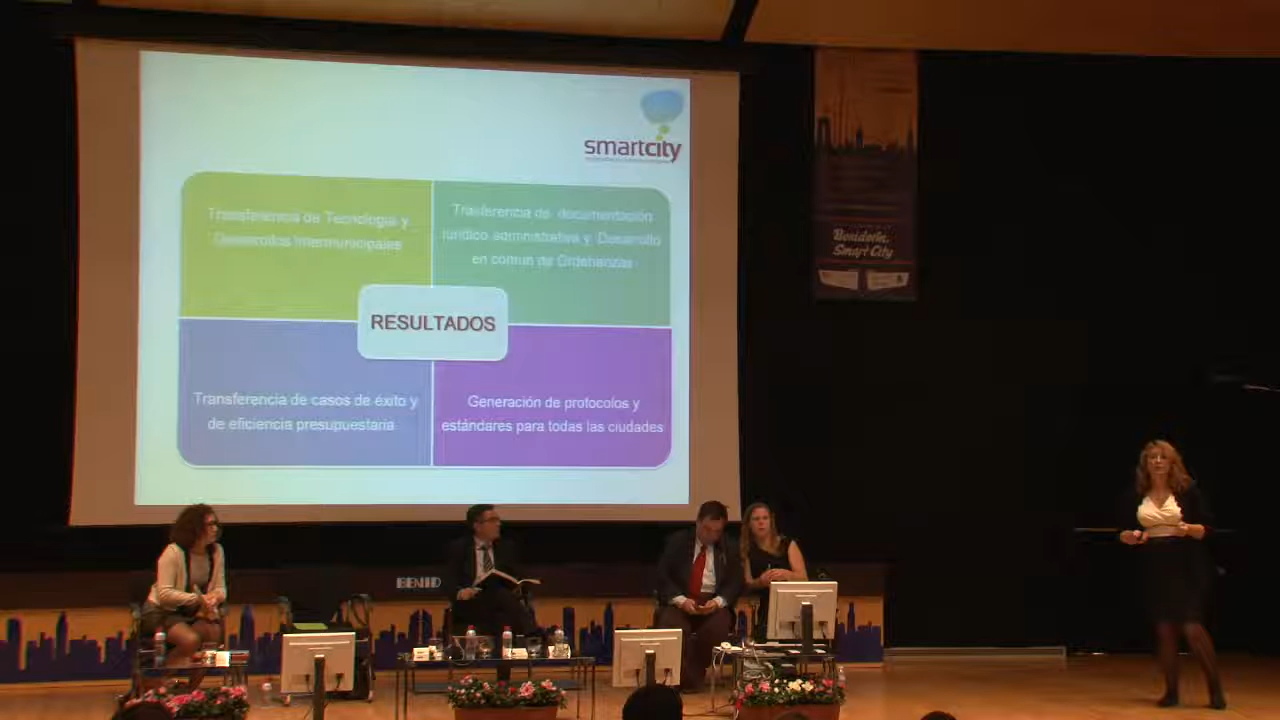 smartcity
Transferencia de Tecnología y
Desarrollos Intermunicipales
Trasferencia de documentación
jurídico administrativa y Desarrollo
en común de Ordenanzas
RESULTADOS
Transferencia de casos de éxito y
de eficiencia presupuestaria
Generación de protocolos y
estándares para todas las ciudades
Benidorm,
Smart City